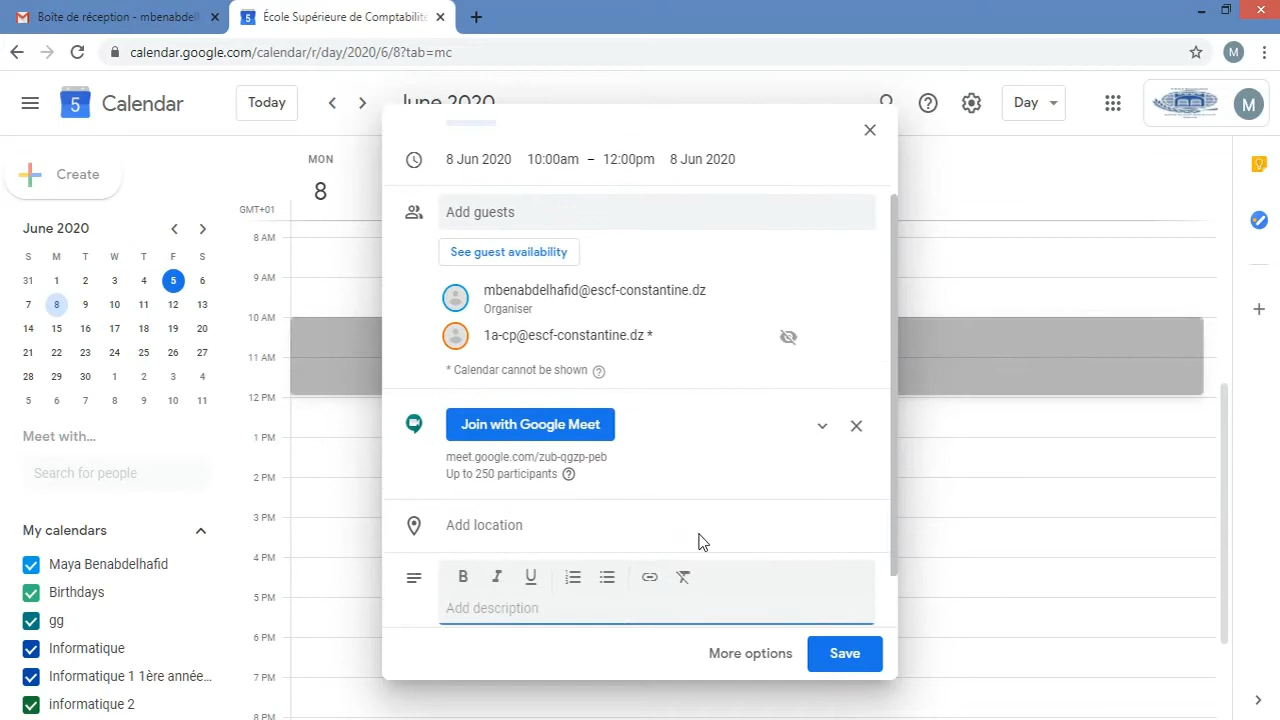 Boîte de réception - mbenabdel
École Supérieure de Comptabilité
calendar.google.com/calendar/r/day/2020/6/8?tab=mc
M
5
Calendar
Today
June 2020
Day
M
Create
June 2020
S M T W T F S
31 1 2 3 4 5 6
7 8 9 10 11 12 13
14 15 16 17 18 19 20
21 22 23 24 25 26 27
28 29 30 1 2 3 4
5 6 7 8 9 10 11
Meet with...
Search for people
My calendars
Maya Benabdelhafid
Birthdays
gg
Informatique
Informatique 1 1ère année...
informatique 2
MON
8
GMT+01
8 AM
9 AM
10 AM
11 AM
12 PM
1 PM
2 PM
3 PM
4 PM
5 PM
6 PM
7 PM
8 PM
8 Jun 2020 10:00am – 12:00pm 8 Jun 2020
Add guests
See guest availability
mbenabdelhafid@escf-constantine.dz
Organiser
1a-cp@escf-constantine.dz *
* Calendar cannot be shown
Join with Google Meet
meet.google.com/zub-qgzp-peb
Up to 250 participants
Add location
B I U
Add description
More options
Save